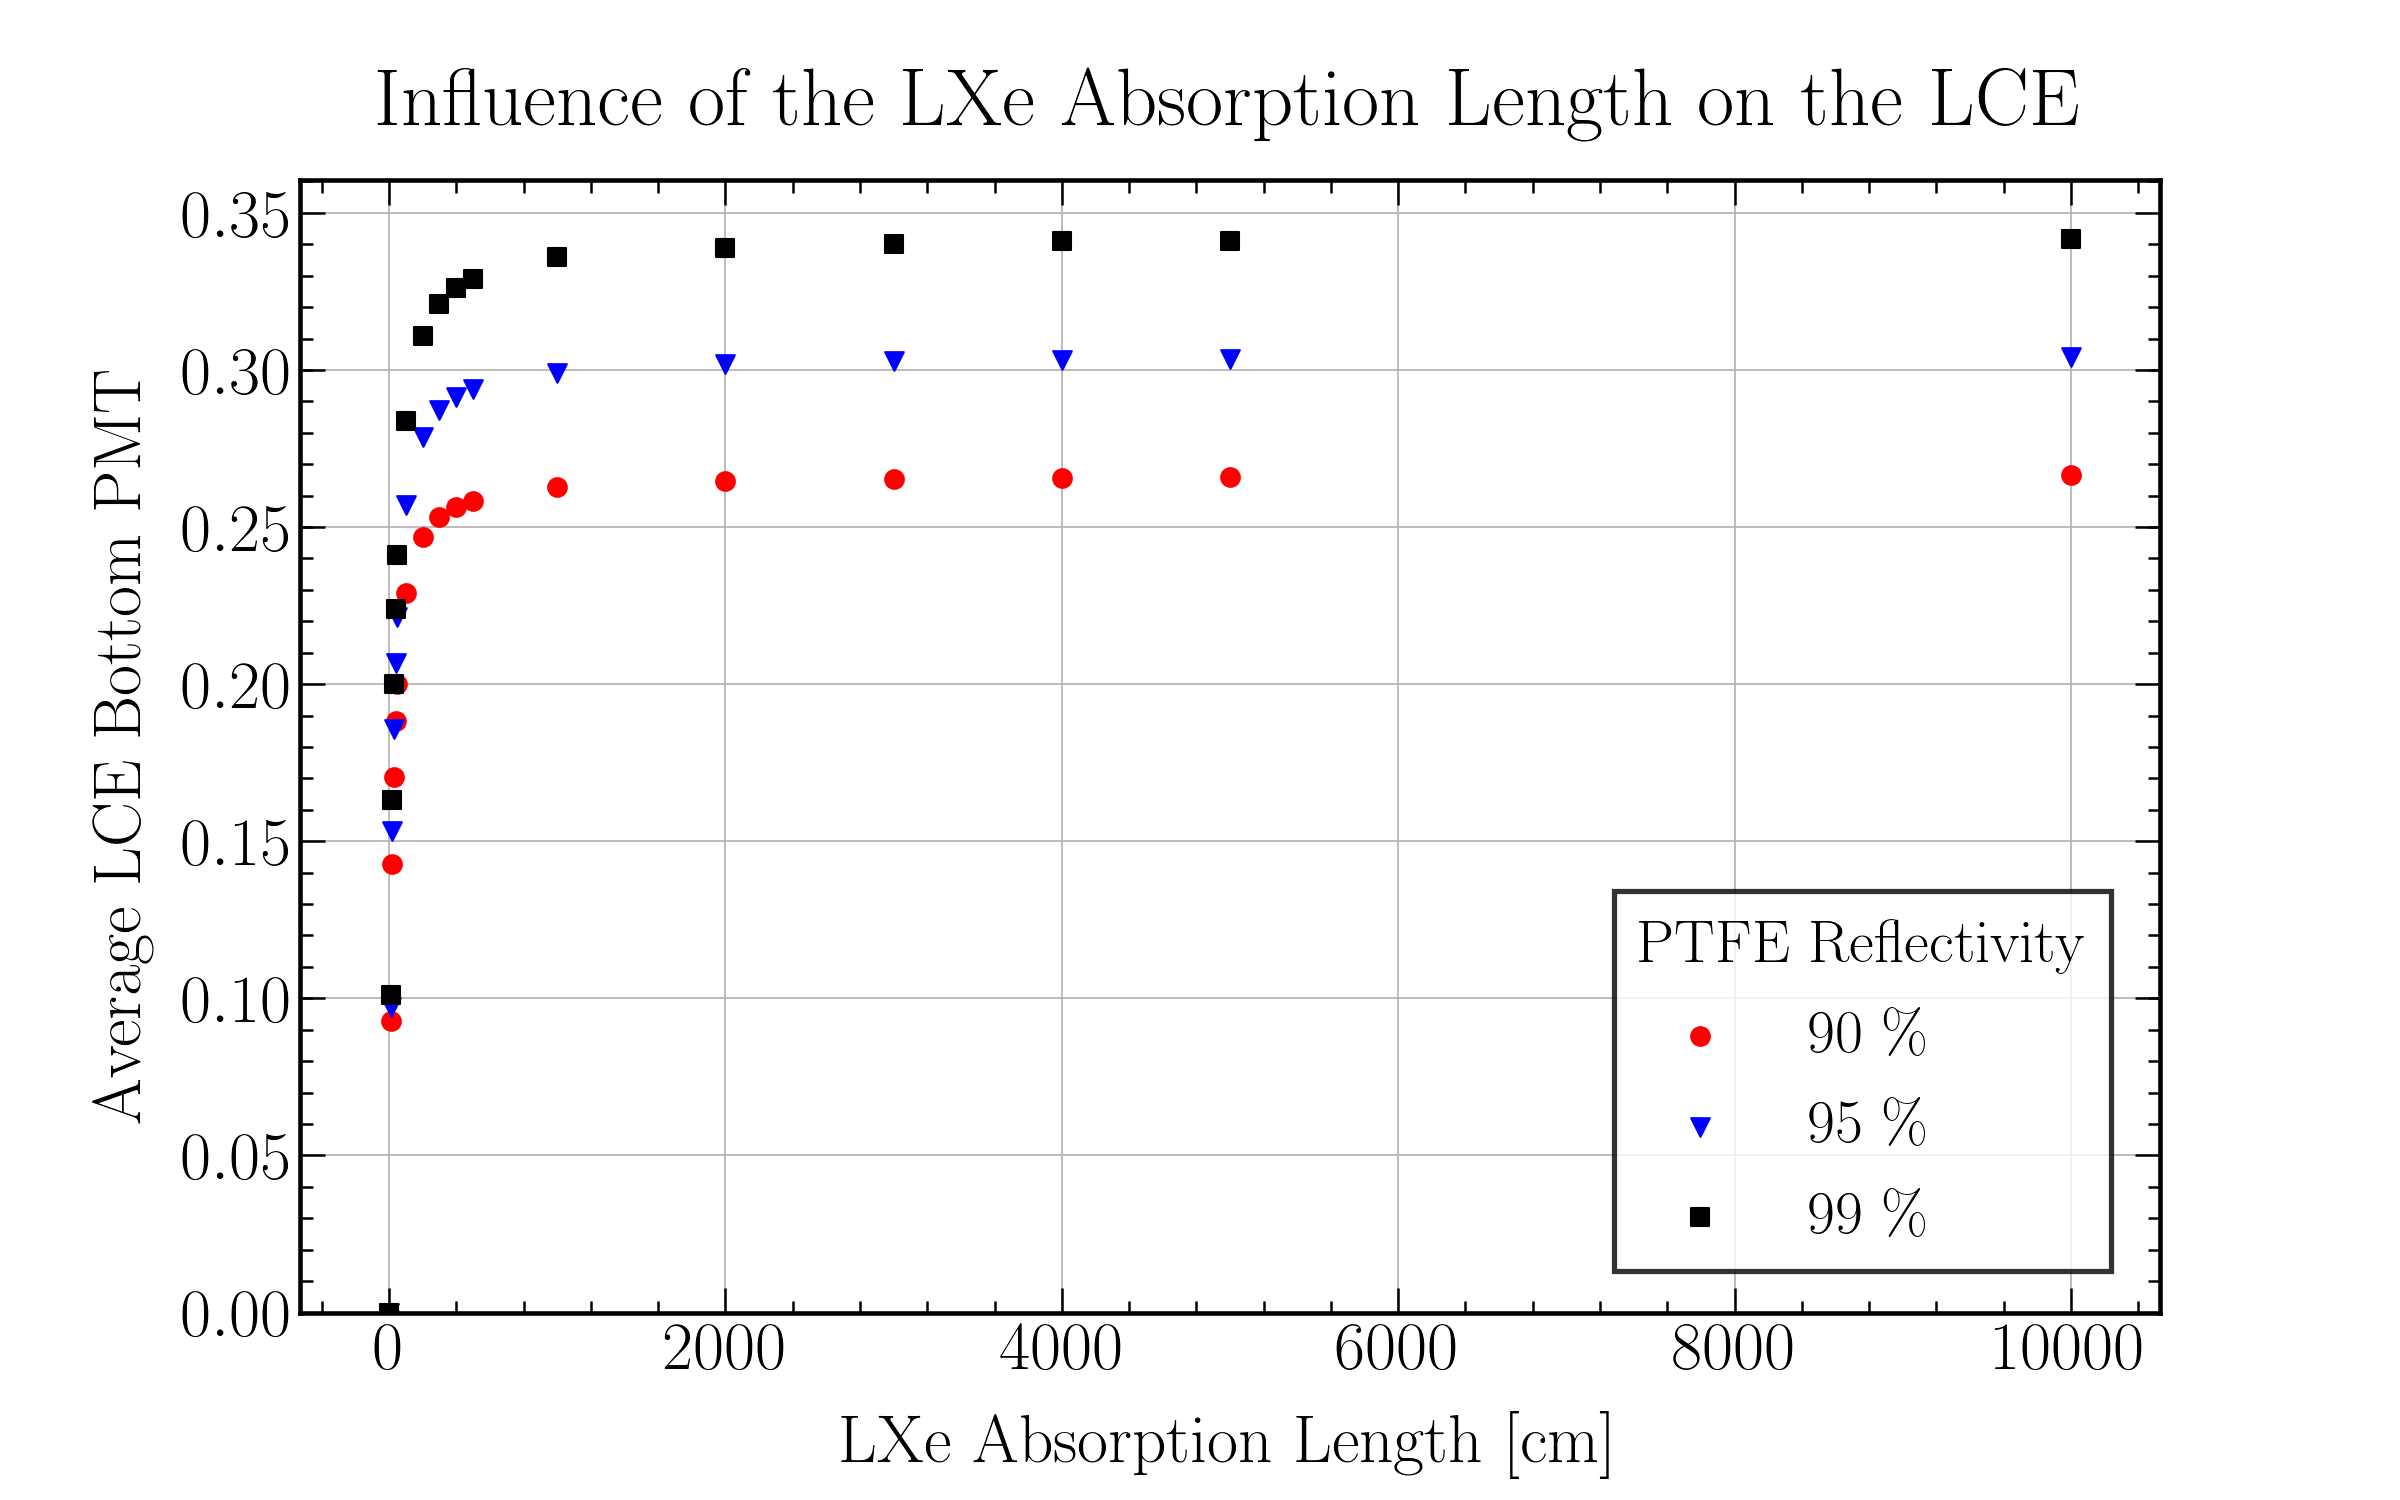 Influence of the LXe Absorption Length on the LCE
Average LCE Bottom PMT
0.35
0.30
0.25
0.20
0.15
0.10
0.05
0.00
0 2000 4000 6000 8000 10000
LXe Absorption Length [cm]
PTFE Reflectivity
90 %
95 %
99 %